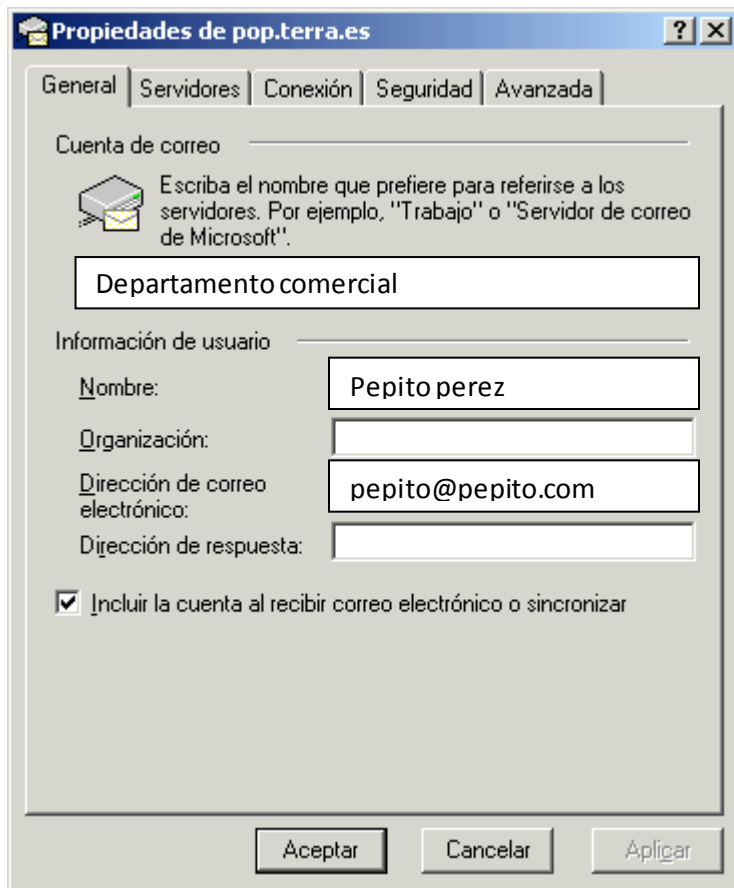 Propiedades de pop.terra.es
General Servidores Conexión Seguridad Avanzada
Cuenta de correo
Escriba el nombre que prefiere para referirse a los
servidores. Por ejemplo, "Trabajo" o "Servidor de correo
de Microsoft".
Departamento comercial
Información de usuario
Nombre: Pepito perez
Organización:
Dirección de correo
electrónico: pepito@pepito.com
Dirección de respuesta:
Incluir la cuenta al recibir correo electrónico o sincronizar
Aceptar Cancelar Aplicar